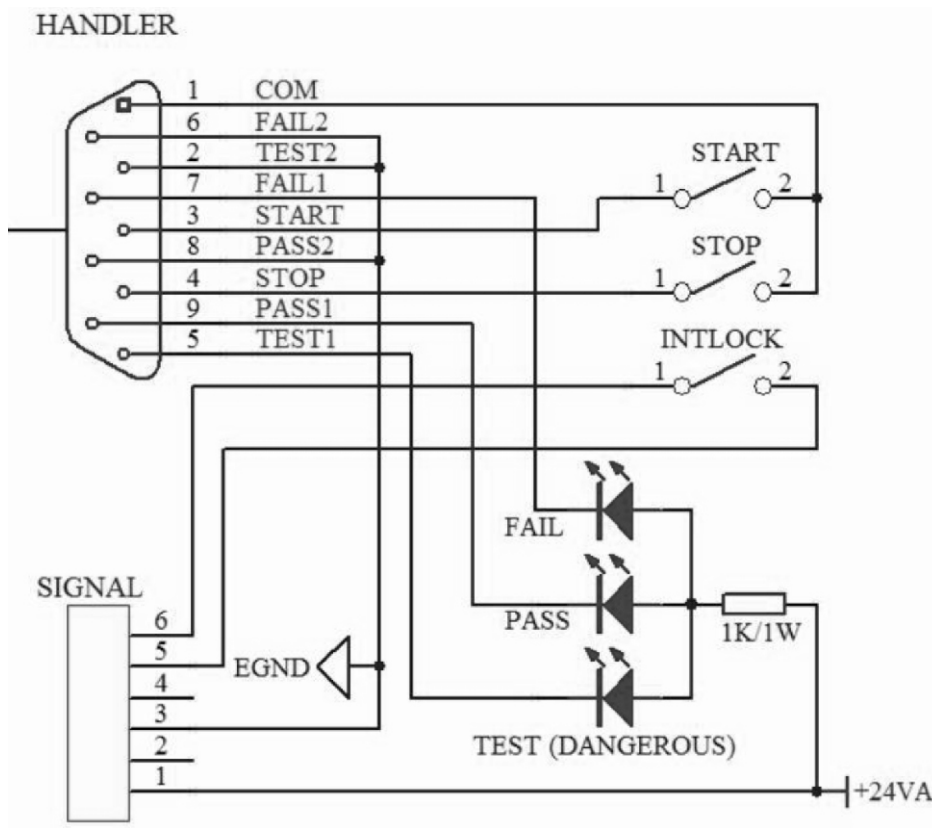 HANDLER
1 COM
6 FAIL2
2 TEST2
7 FAIL1
3 START
8 PASS2
4 STOP
9 PASS1
5 TEST1
START
1 2
STOP
1 2
INTLOCK
1 2
FAIL
PASS
1K/1W
TEST (DANGEROUS)
SIGNAL
6
5
4
3
2
1
EGND
+24VA